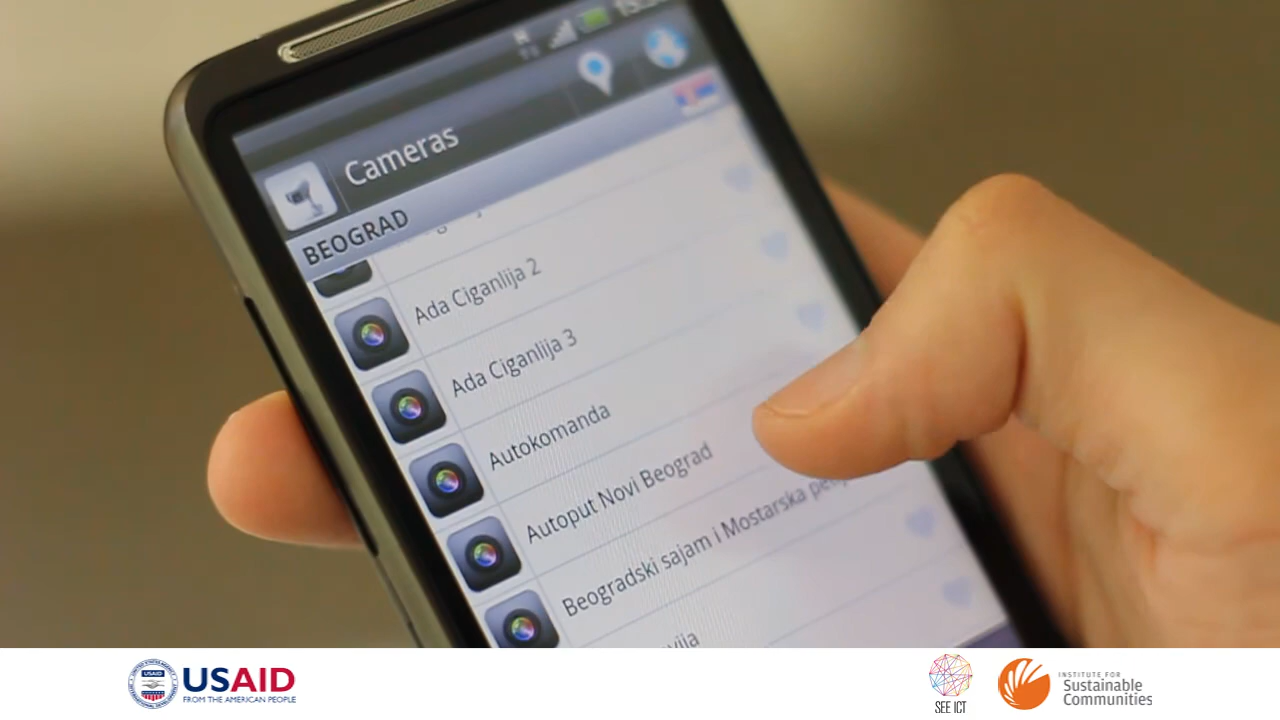 Cameras
BEOGRAD
Ada Ciganlija 2
Ada Ciganlija 3
Autokomanda
Autoput Novi Beograd
Beogradski sajam i Mostarska
USAID
USAID
FROM THE AMERICAN PEOPLE
SEE ICT
INSTITUTE FOR
Sustainable
Communities